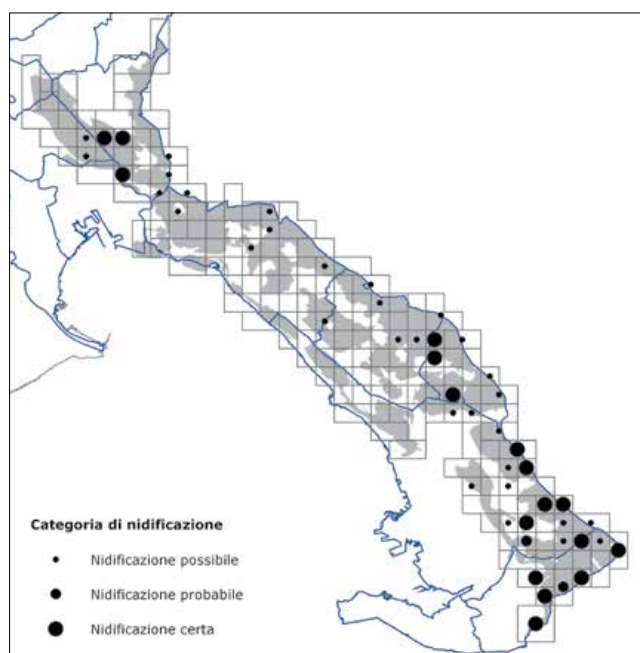 Categoria di nidificazione
Nidificazione possibile
Nidificazione probabile
Nidificazione certa